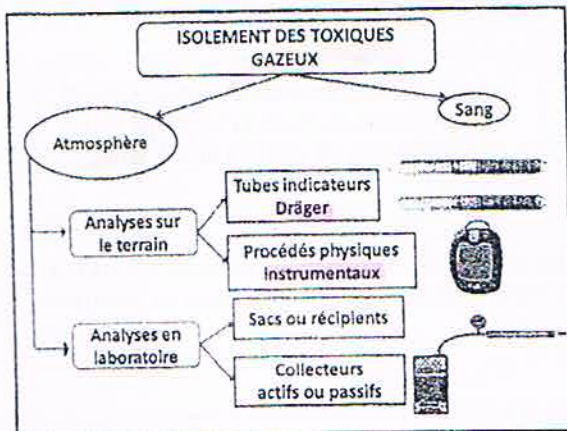 ISOLEMENT DES TOXIQUES
GAZEUX
Sang
Atmosphère
Tubes indicateurs
Dräger
Analyses sur
le terrain
Procédés physiques
instrumentaux
Sacs ou récipients
Analyses en
laboratoire
Collecteurs
actifs ou passifs